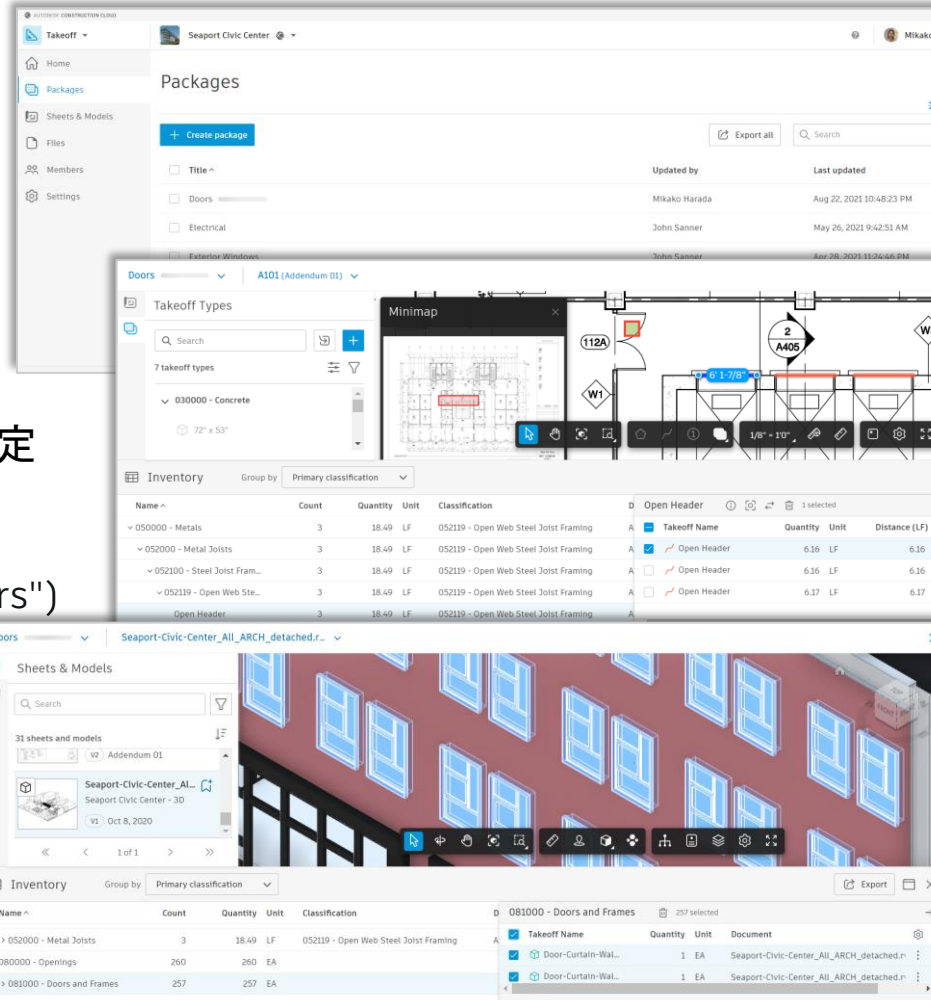 AUTODESK CONSTRUCTION CLOUD
Takeoff
Seaport Civic Center
Mikako
Home
Packages
Sheets & Models
Files
Members
Settings
Packages
+ Create package
Export all
Search
Title
Updated by
Last updated
Doors
Mikako Harada
Aug 22, 2021 10:48:23 PM
Electrical
John Sanner
May 26, 2021 9:42:51 AM
Exterior Windows
John Sanner
Apr 28, 2021 11:24:46 PM
定
rs")
Doors
A101 (Addendum 01)
Takeoff Types
Search
7 takeoff types
030000 - Concrete
72" x 53"
Minimap
112A
W1
2
A405
6' 1-7/8"
1/8" = 1'0"
Inventory
Group by
Primary classification
Name Count Quantity Unit Classification D
050000 - Metals 3 18.49 LF 052119 - Open Web Steel Joist Framing A
052000 - Metal Joists 3 18.49 LF 052119 - Open Web Steel Joist Framing A
052100 - Steel Joist Fram... 3 18.49 LF 052119 - Open Web Steel Joist Framing A
052119 - Open Web Ste... 3 18.49 LF 052119 - Open Web Steel Joist Framing A
Open Header 3 18.49 LF 052119 - Open Web Steel Joist Framing A
Open Header
1 selected
Takeoff Name Quantity Unit Distance (LF)
Open Header 6.16 LF 6.16
Open Header 6.16 LF 6.16
Open Header 6.17 LF 6.17
oors
Seaport-Civic-Center_All_ARCH_detached.r...
Sheets & Models
Search
31 sheets and models
V2 Addendum 01
Seaport-Civic-Center_Al...
Seaport Civic Center - 3D
V1 Oct 8, 2020
1 of 1
TOP
FRONT
Inventory
Group by
Primary classification
Export
Name Count Quantity Unit Classification D
052000 - Metal Joists 3 18.49 LF 052119 - Open Web Steel Joist Framing A
080000 - Openings 260 260 EA
081000 - Doors and Frames 257 257 EA
081000 - Doors and Frames
257 selected
Takeoff Name Quantity Unit Document
Door-Curtain-Wal... 1 EA Seaport-Civic-Center_All_ARCH_detached.r
Door-Curtain-Wal... 1 EA Seaport-Civic-Center_All_ARCH_detached.r